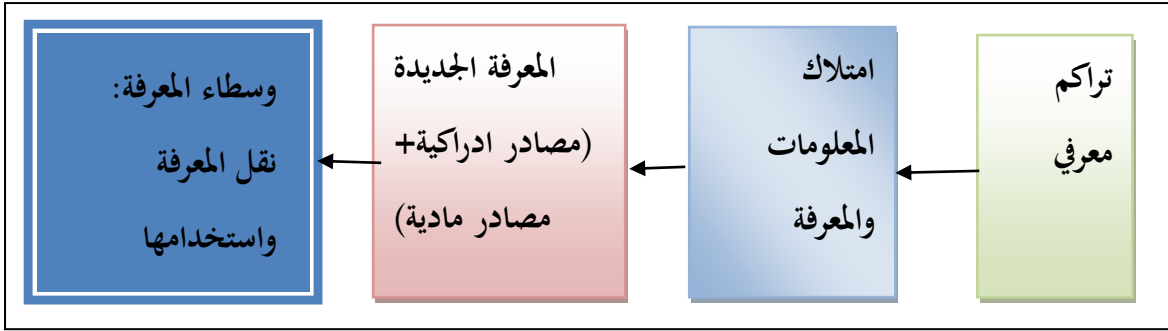 تراكم
معرفي
امتلاك
المعلومات
والمعرفة
المعرفة الجديدة
(مصادر ادراكية+
مصادر مادية)
وسطاء المعرفة:
نقل المعرفة
واستخدامها